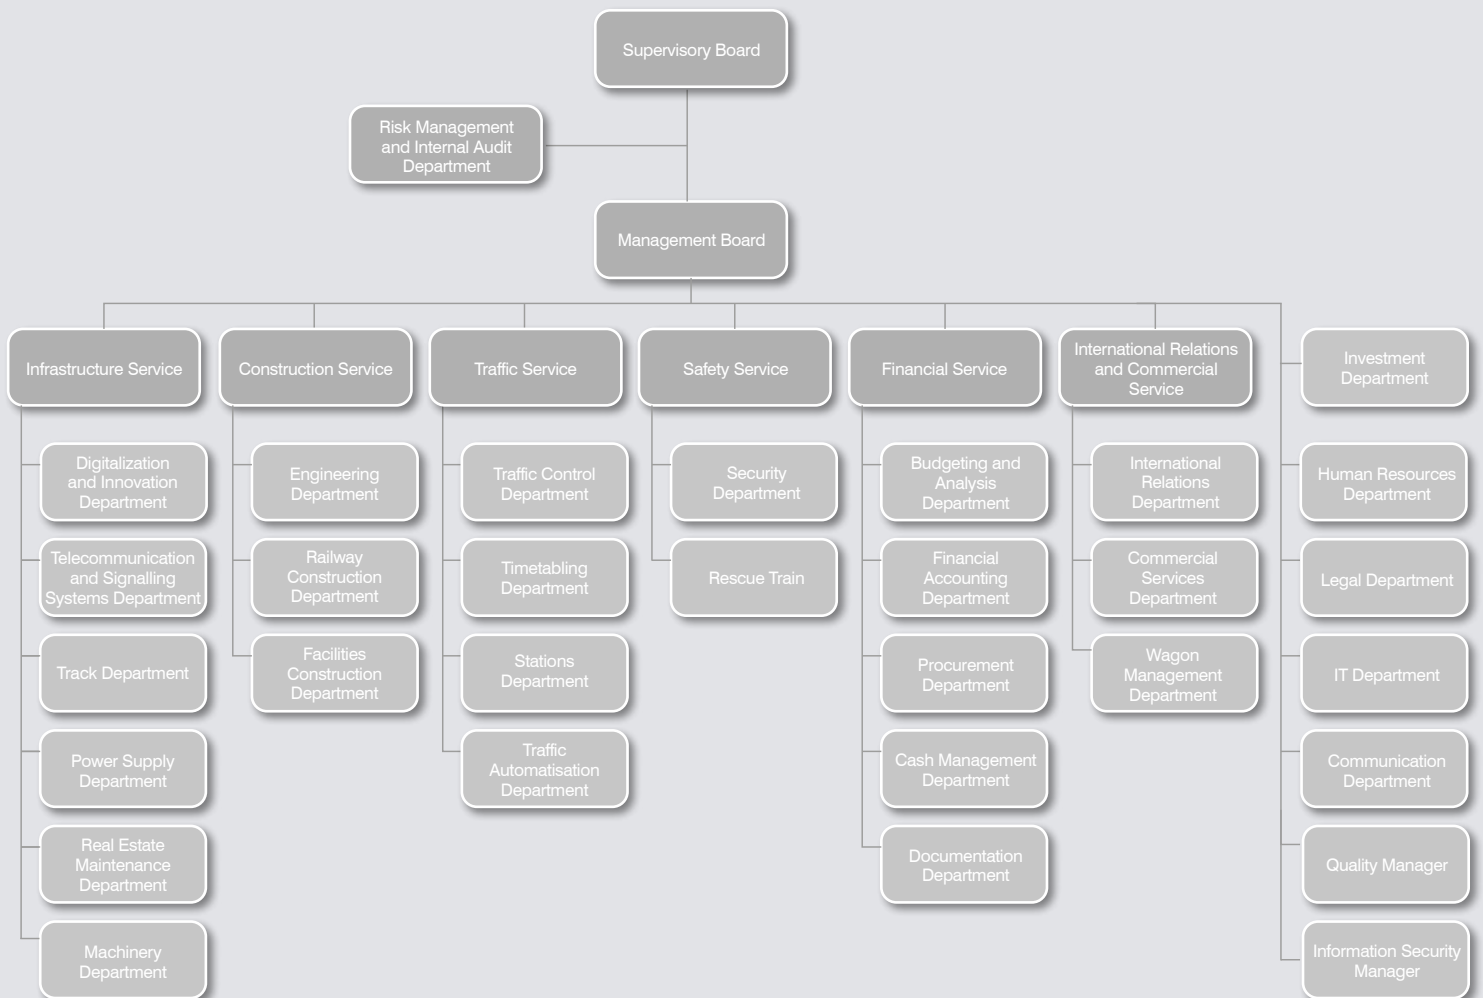 Supervisory Board
Risk Management
and Internal Audit
Department
Management Board
Infrastructure Service
Construction Service
Traffic Service
Safety Service
Financial Service
International Relations
and Commercial
Service
Investment
Department
Digitalization
and Innovation
Department
Telecommunication
and Signalling
Systems Department
Track Department
Power Supply
Department
Real Estate
Maintenance
Department
Machinery
Department
Engineering
Department
Railway
Construction
Department
Facilities
Construction
Department
Traffic Control
Department
Timetabling
Department
Stations
Department
Traffic
Automatisation
Department
Security
Department
Rescue Train
Budgeting and
Analysis
Department
Financial
Accounting
Department
Procurement
Department
Cash Management
Department
Documentation
Department
International
Relations
Department
Commercial
Services
Department
Wagon
Management
Department
Human Resources
Department
Legal Department
IT Department
Communication
Department
Quality Manager
Information Security
Manager